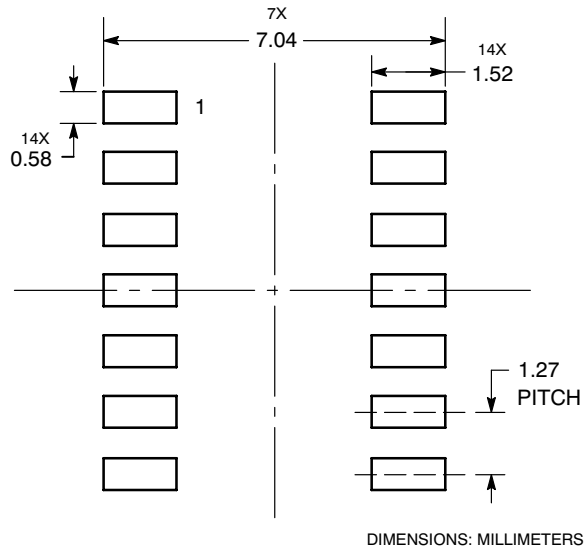 7X
7.04
14X
1.52
1
14X
0.58
1.27
PITCH
DIMENSIONS: MILLIMETERS